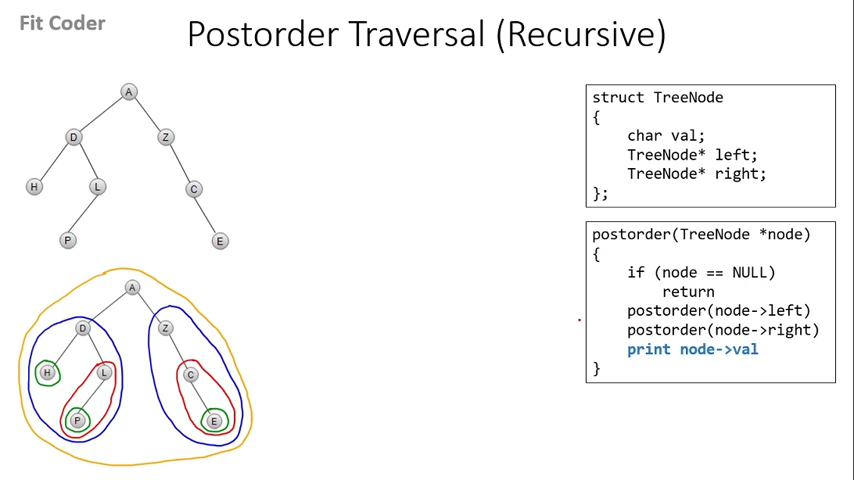 Fit Coder
Postorder Traversal (Recursive)
A
D
Z
H
L
C
P
E
A
D
Z
H
L
C
P
E
struct TreeNode
{
char val;
TreeNode* left;
TreeNode* right;
};
postorder(TreeNode *node)
{
if (node == NULL)
return
postorder(node->left)
postorder(node->right)
print node->val
}